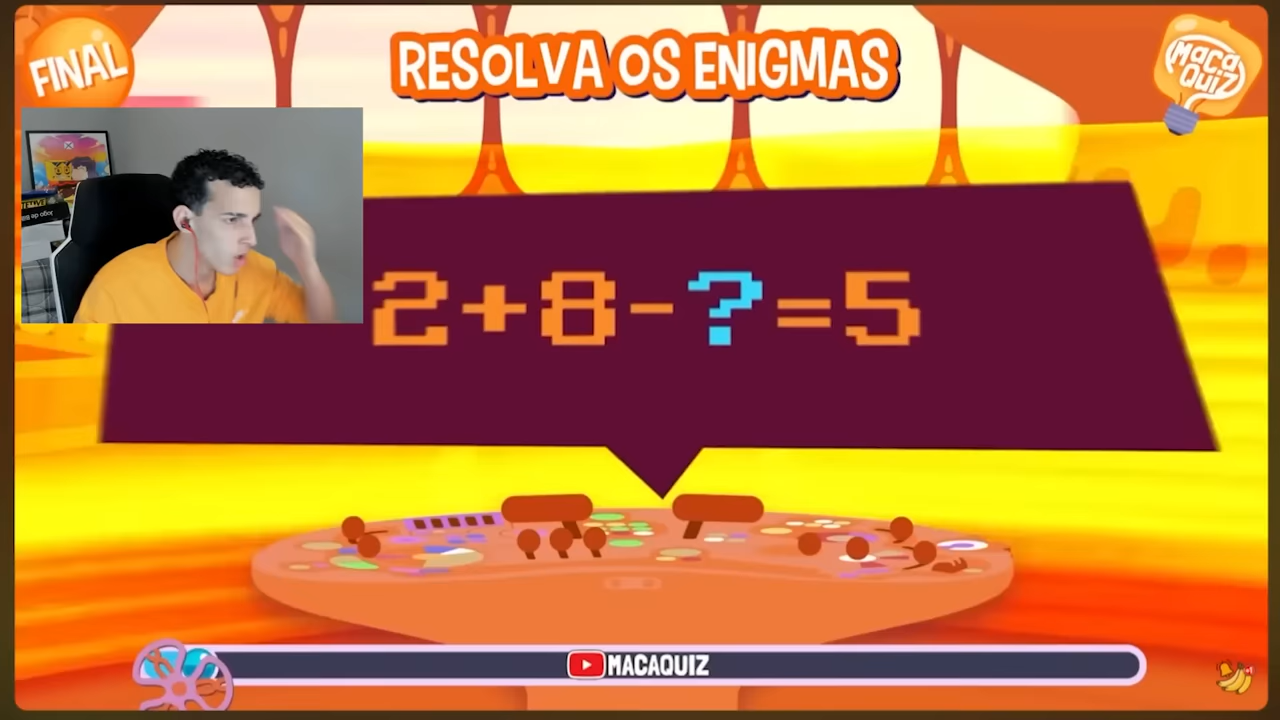 FINAL
RESOLVA OS ENIGMAS
MACA
QUIZ
2+8-?=5
MACAQUIZ